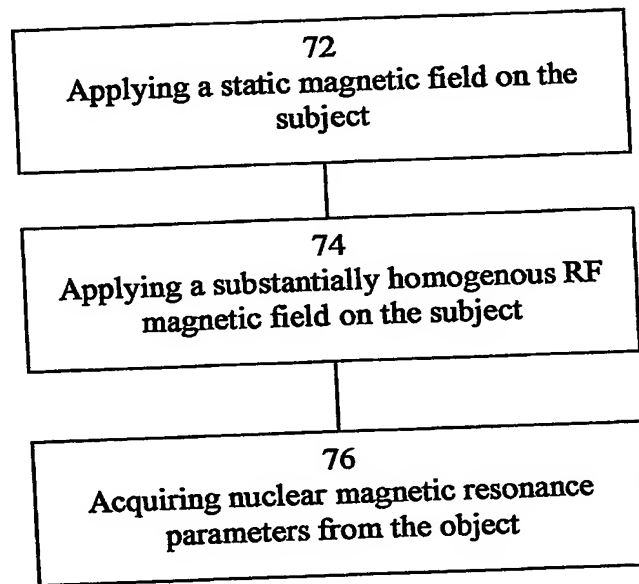 72
Applying a static magnetic field on the
subject
74
Applying a substantially homogenous RF
magnetic field on the subject
76
Acquiring nuclear magnetic resonance
parameters from the object